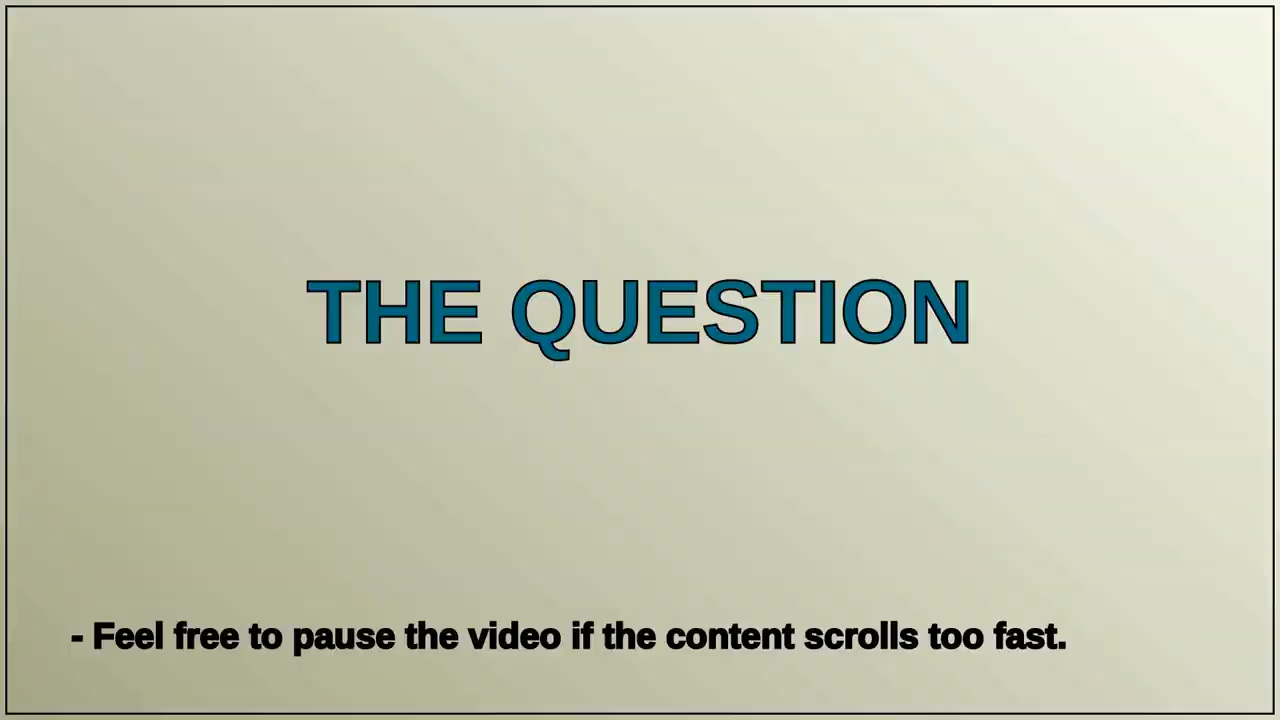 THE QUESTION
- Feel free to pause the video if the content scrolls too fast.